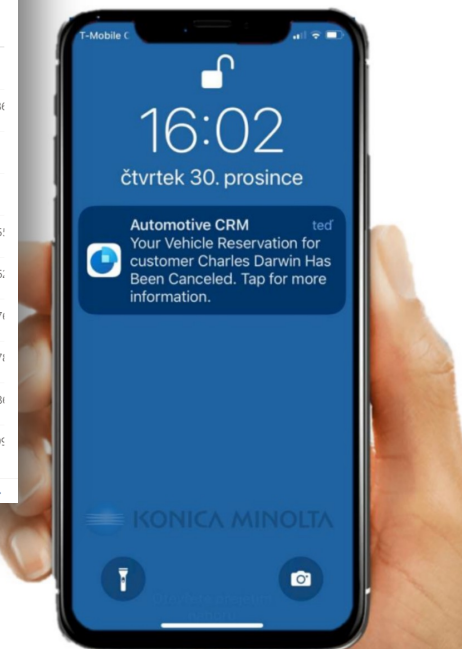 T-Mobile C
16:02
čtvrtek 30. prosince
Automotive CRM teď
Your Vehicle Reservation for
customer Charles Darwin Has
Been Canceled. Tap for more
information.
KONICA MINOLTA